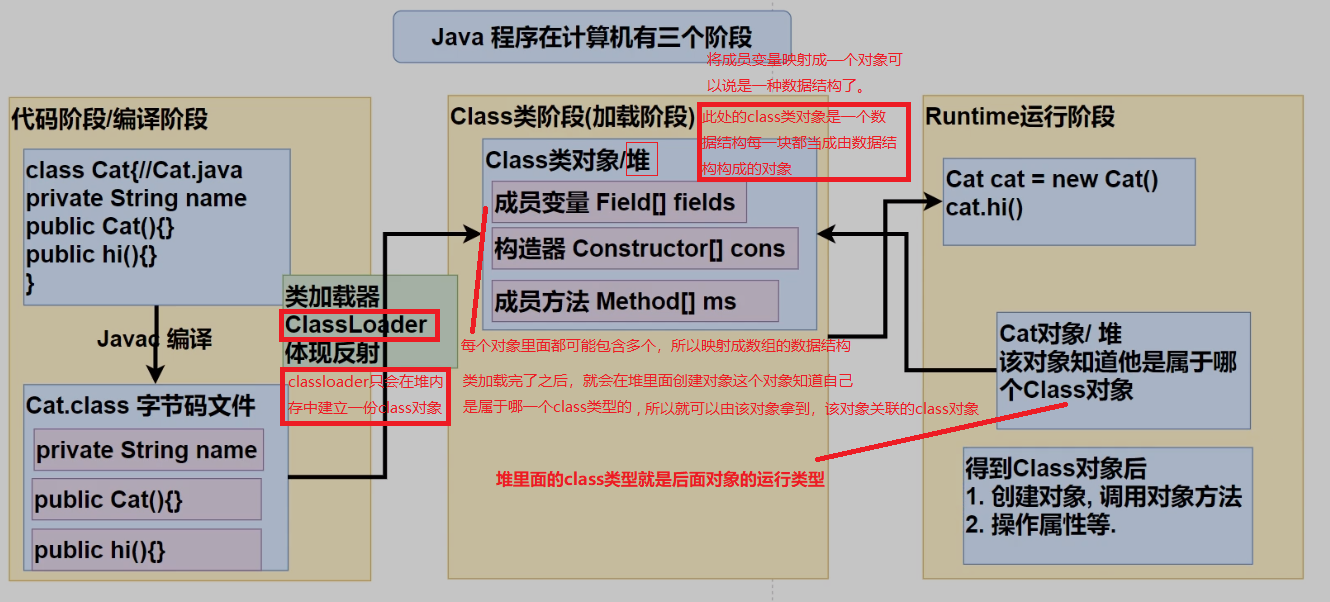 Java 程序在计算机有三个阶段
将成员变量映射成一个对象可
以说是一种数据结构了。
代码阶段/编译阶段
class Cat{//Cat.java
private String name
public Cat(){}
public hi(){}
}
Javac 编译
Cat.class 字节码文件
private String name
public Cat(){}
public hi(){}
类加载器
ClassLoader
体现反射
classloader只会在堆内
存中建立一份class对象
Class类阶段(加载阶段)
此处的class类对象是一个数
据结构每一块都当成由数据结
构构成的对象
Class类对象/堆
成员变量 Field[] fields
构造器 Constructor[] cons
成员方法 Method[] ms
每个对象里面都可能包含多个，所以映射成数组的数据结构
类加载完了之后，就会在堆里面创建对象这个对象知道自己
是属于哪一个class类型的，所以就可以由该对象拿到，该对象关联的class对象
堆里面的class类型就是后面对象的运行类型
Runtime运行阶段
Cat cat = new Cat()
cat.hi()
Cat对象/ 堆
该对象知道他是属于哪
个Class对象
得到Class对象后
1. 创建对象, 调用对象方法
2. 操作属性等.